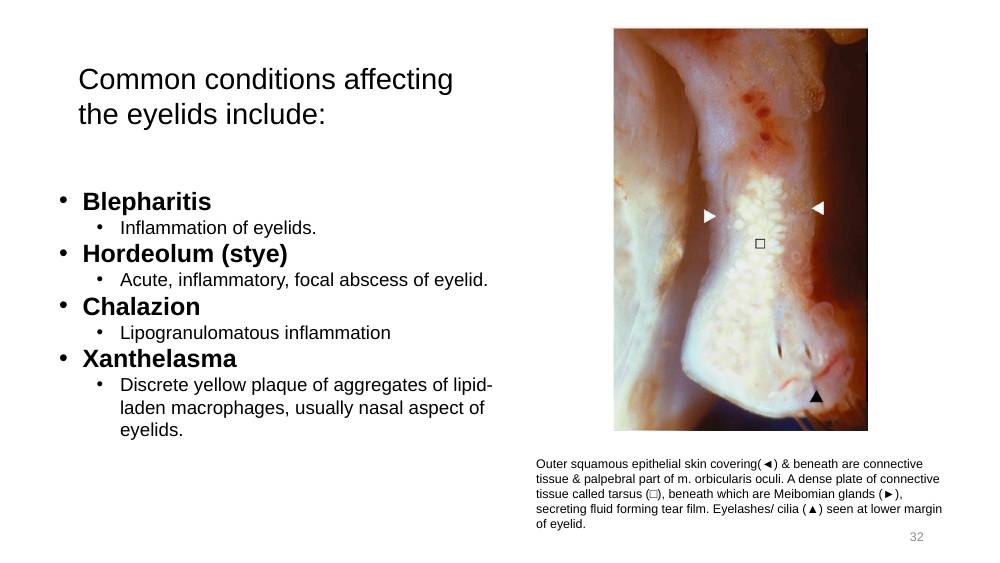 Common conditions affecting
the eyelids include:
• Blepharitis
• Inflammation of eyelids.
• Hordeolum (stye)
• Acute, inflammatory, focal abscess of eyelid.
• Chalazion
• Lipogranulomatous inflammation
• Xanthelasma
• Discrete yellow plaque of aggregates of lipid-
laden macrophages, usually nasal aspect of
eyelids.
Outer squamous epithelial skin covering(◄) & beneath are connective
tissue & palpebral part of m. orbicularis oculi. A dense plate of connective
tissue called tarsus (□), beneath which are Meibomian glands (►),
secreting fluid forming tear film. Eyelashes/ cilia (▲) seen at lower margin
of eyelid.
32